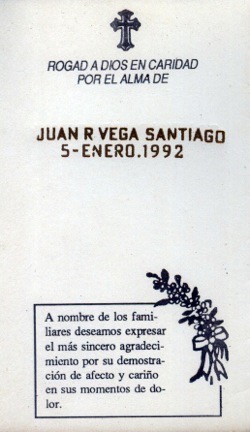 ROGAD A DIOS EN CARIDAD
POR EL ALMA DE
JUAN R VEGA SANTIAGO
5-ENERO.1992
A nombre de los fami-
liares deseamos expresar
el más sincero agradeci-
miento por su demostra-
ción de afecto y cariño
en sus momentos de do-
lor.